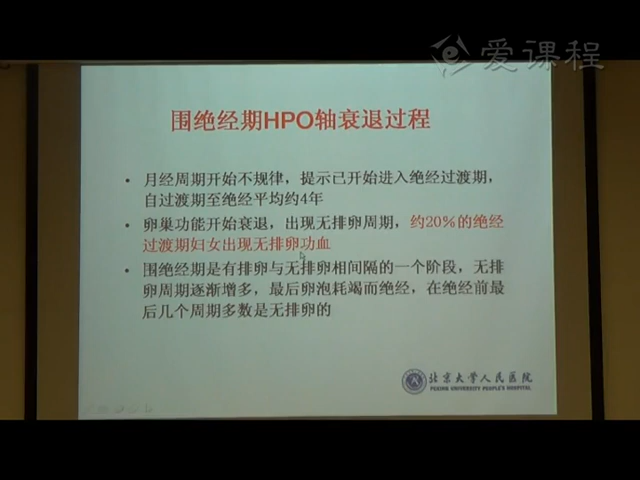 爱课程
围绝经期HPO轴衰退过程
• 月经周期开始不规律，提示已开始进入绝经过渡期，
自过渡期至绝经平均约4年
• 卵巢功能开始衰退，出现无排卵周期，约20%的绝经
过渡期妇女出现无排卵功血
• 围绝经期是有排卵与无排卵相间隔的一个阶段，无排
卵周期逐渐增多，最后卵泡耗竭而绝经，在绝经前最
后几个周期多数是无排卵的
北京大学人民医院
PEKING UNIVERSITY PEOPLE'S HOSPITAL